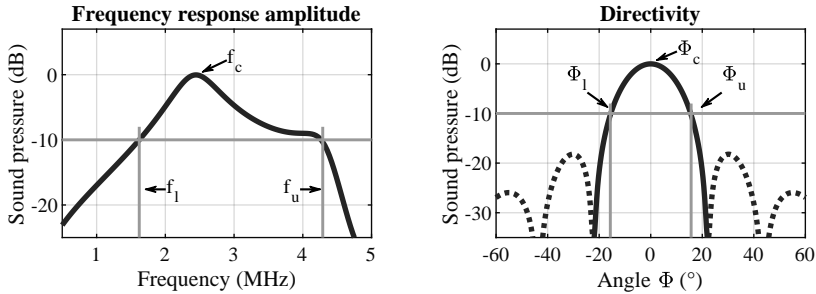 Frequency response amplitude
Sound pressure (dB)
0
-10
-20
f_c
f_l
f_u
1 2 3 4 5
Frequency (MHz)
Directivity
Sound pressure (dB)
0
-10
-20
-30
Φ_c
Φ_l
Φ_u
-60 -40 -20 0 20 40 60
Angle Φ (°)